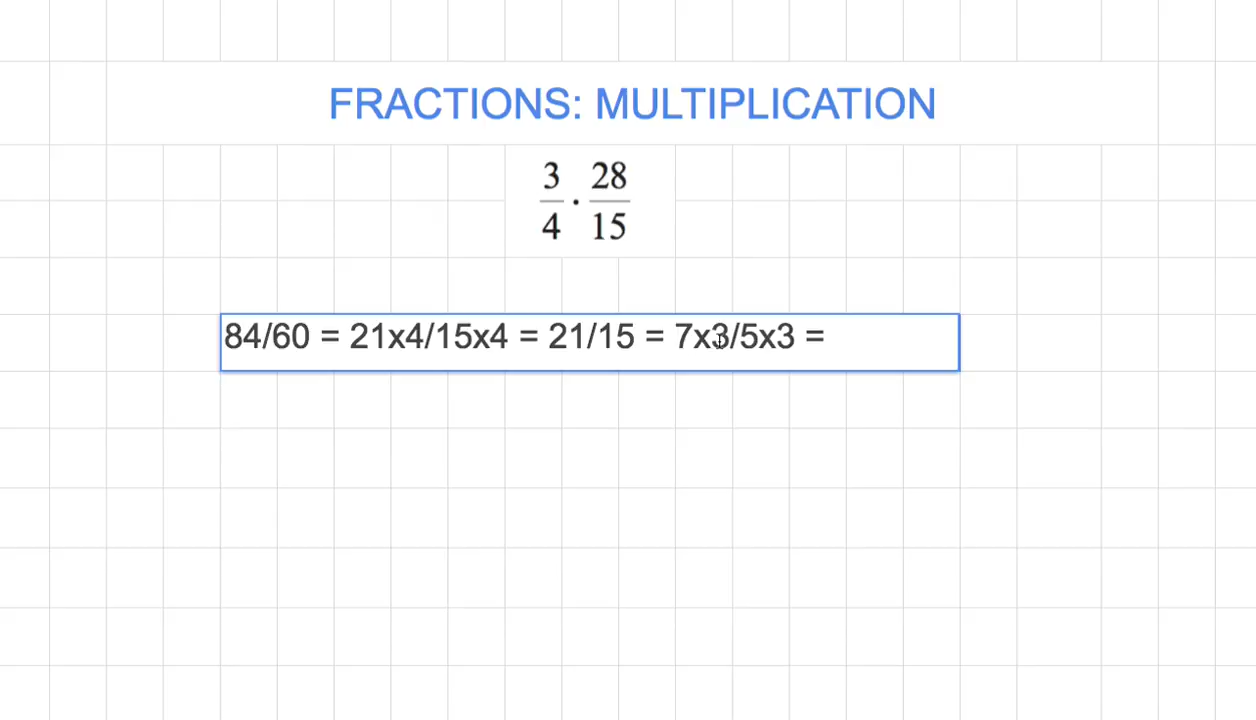 FRACTIONS: MULTIPLICATION
3/4 · 28/15
84/60 = 21x4/15x4 = 21/15 = 7x3/5x3 =